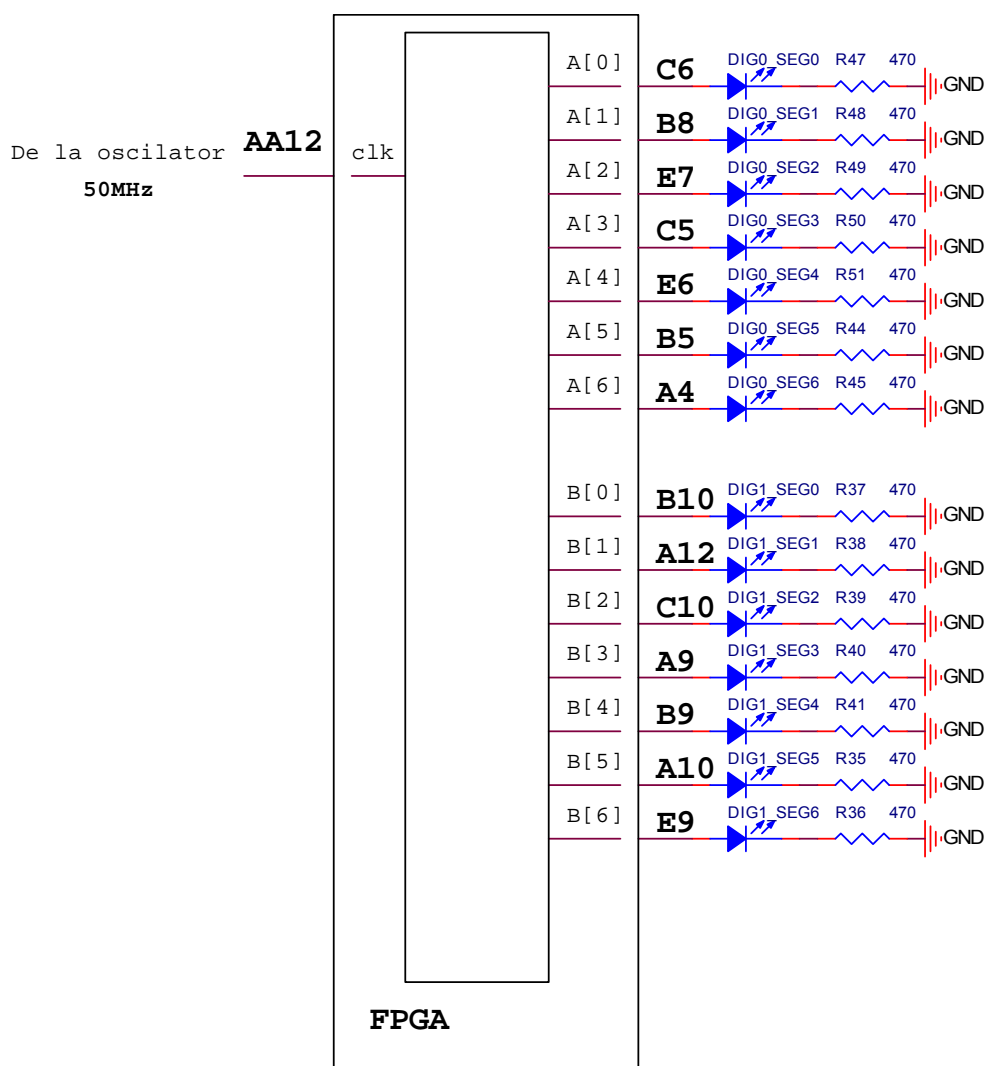 A[0] C6 DIG0_SEG0 R47 470 GND
A[1] B8 DIG0_SEG1 R48 470 GND
De la oscilator AA12 clk
50MHz
A[2] E7 DIG0_SEG2 R49 470 GND
A[3] C5 DIG0_SEG3 R50 470 GND
A[4] E6 DIG0_SEG4 R51 470 GND
A[5] B5 DIG0_SEG5 R44 470 GND
A[6] A4 DIG0_SEG6 R45 470 GND
B[0] B10 DIG1_SEG0 R37 470 GND
B[1] A12 DIG1_SEG1 R38 470 GND
B[2] C10 DIG1_SEG2 R39 470 GND
B[3] A9 DIG1_SEG3 R40 470 GND
B[4] B9 DIG1_SEG4 R41 470 GND
B[5] A10 DIG1_SEG5 R35 470 GND
B[6] E9 DIG1_SEG6 R36 470 GND
FPGA